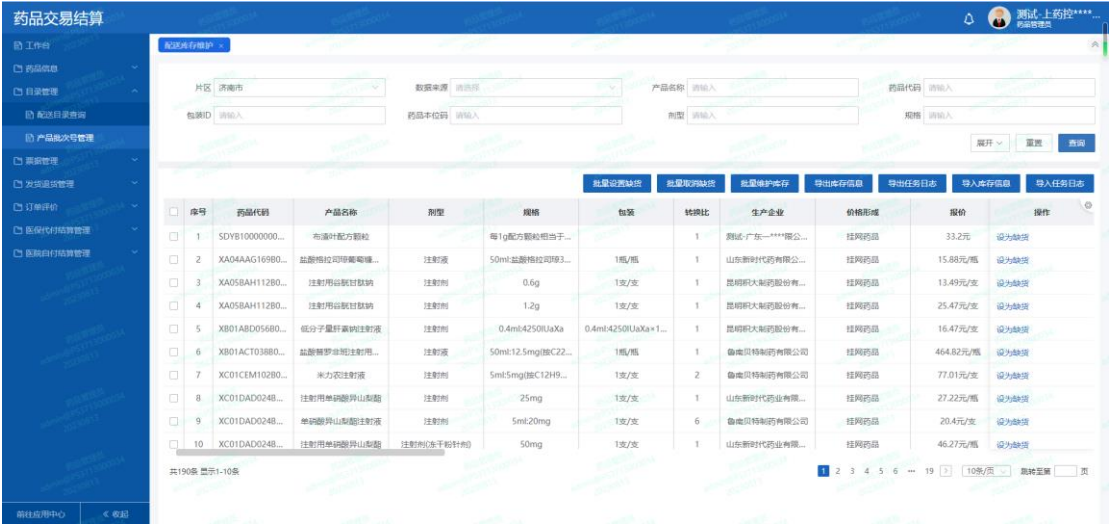 药品交易结算
测试-上药控****...
药品管理员
工作台
配送库存维护 ×
药品信息
目录管理
配送目录查询
产品批次号管理
票据管理
发货退货管理
订单评价
医保代付结算管理
医院自付结算管理
前往应用中心 收起
片区 济南市 数据来源 请选择 产品名称 请输入 药品代码 请输入
包装ID 请输入 药品本位码 请输入 剂型 请输入 规格 请输入
展开 重置 查询
批量设置缺货 批量取消缺货 批量维护库存 导出库存信息 导出任务日志 导入库存信息 导入任务日志
序号 药品代码 产品名称 剂型 规格 包装 转换比 生产企业 价格形成 报价 操作
1 SDYB10000000... 布渣叶配方颗粒 每1g配方颗粒相当于... 1 测试-广东一****限公... 挂网药品 33.2元 设为缺货
2 XA04AAG169B0... 盐酸格拉司琼葡萄糖... 注射液 50ml:盐酸格拉司琼3... 1瓶/瓶 1 山东新时代药有限公... 挂网药品 15.88元/瓶 设为缺货
3 XA05BAH112B0... 注射用谷胱甘肽钠 注射剂 0.6g 1支/支 1 昆明积大制药股份有... 挂网药品 13.49元/支 设为缺货
4 XA05BAH112B0... 注射用谷胱甘肽钠 注射剂 1.2g 1支/支 1 昆明积大制药股份有... 挂网药品 25.47元/支 设为缺货
5 XB01ABD056B0... 低分子量肝素钠注射液 注射剂 0.4ml:4250IUaXa 0.4ml:4250IUaXa×1... 1 昆明积大制药股份有... 挂网药品 16.47元/支 设为缺货
6 XB01ACT038B0... 盐酸替罗非班注射用... 注射液 50ml:12.5mg(按C22... 1瓶/瓶 1 鲁南贝特制药有限公司 挂网药品 464.82元/瓶 设为缺货
7 XC01CEM102B0... 米力农注射液 注射剂 5ml:5mg(按C12H9... 1支/支 2 鲁南贝特制药有限公司 挂网药品 77.01元/支 设为缺货
8 XC01DAD024B... 注射用单硝酸异山梨酯 注射剂 25mg 1支/支 1 山东新时代药业有限... 挂网药品 27.22元/瓶 设为缺货
9 XC01DAD024B... 单硝酸异山梨酯注射液 注射剂 5ml:20mg 1支/支 6 鲁南贝特制药有限公司 挂网药品 20.4元/支 设为缺货
10 XC01DAD024B... 注射用单硝酸异山梨酯 注射剂(冻干粉针剂) 50mg 1支/支 1 山东新时代药业有限... 挂网药品 46.27元/瓶 设为缺货
共190条 显示1-10条 1 2 3 4 5 6 ··· 19 10条/页 跳转至第 页